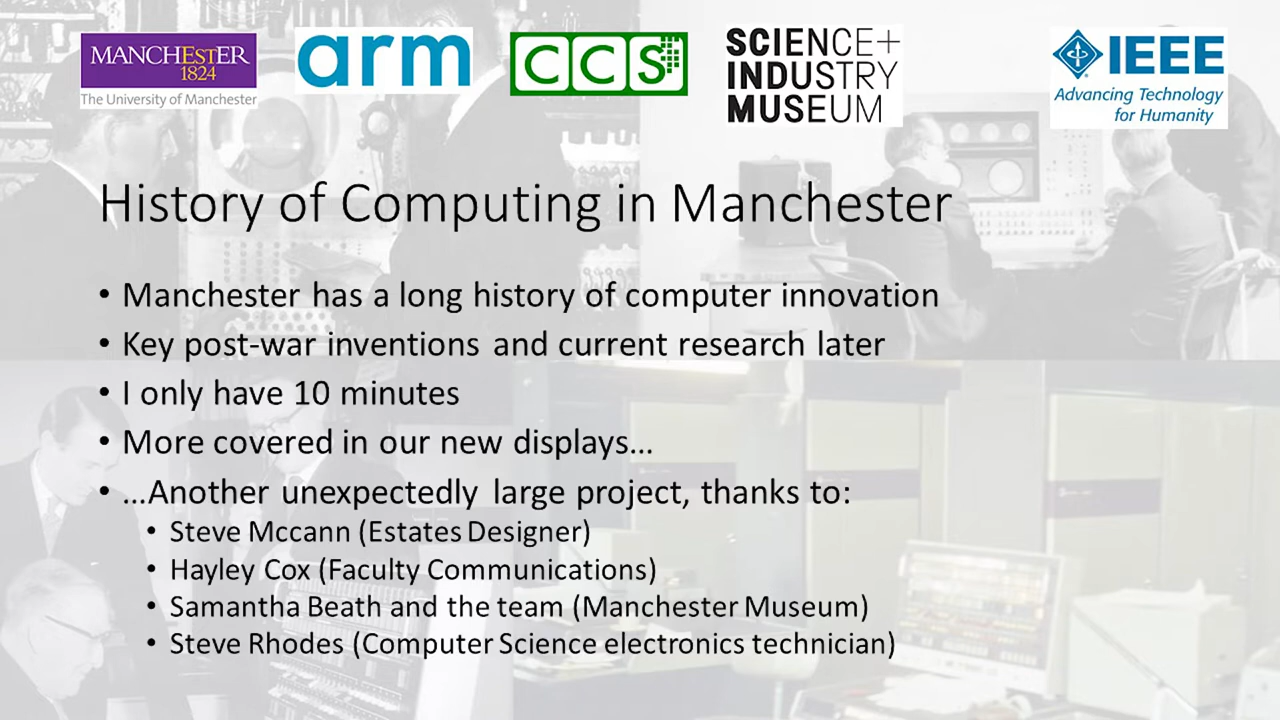 MANCHESTER
1824
The University of Manchester
arm
CCS
SCIENCE+
INDUSTRY
MUSEUM
IEEE
Advancing Technology
for Humanity
History of Computing in Manchester
• Manchester has a long history of computer innovation
• Key post-war inventions and current research later
• I only have 10 minutes
• More covered in our new displays…
• …Another unexpectedly large project, thanks to:
• Steve Mccann (Estates Designer)
• Hayley Cox (Faculty Communications)
• Samantha Beath and the team (Manchester Museum)
• Steve Rhodes (Computer Science electronics technician)